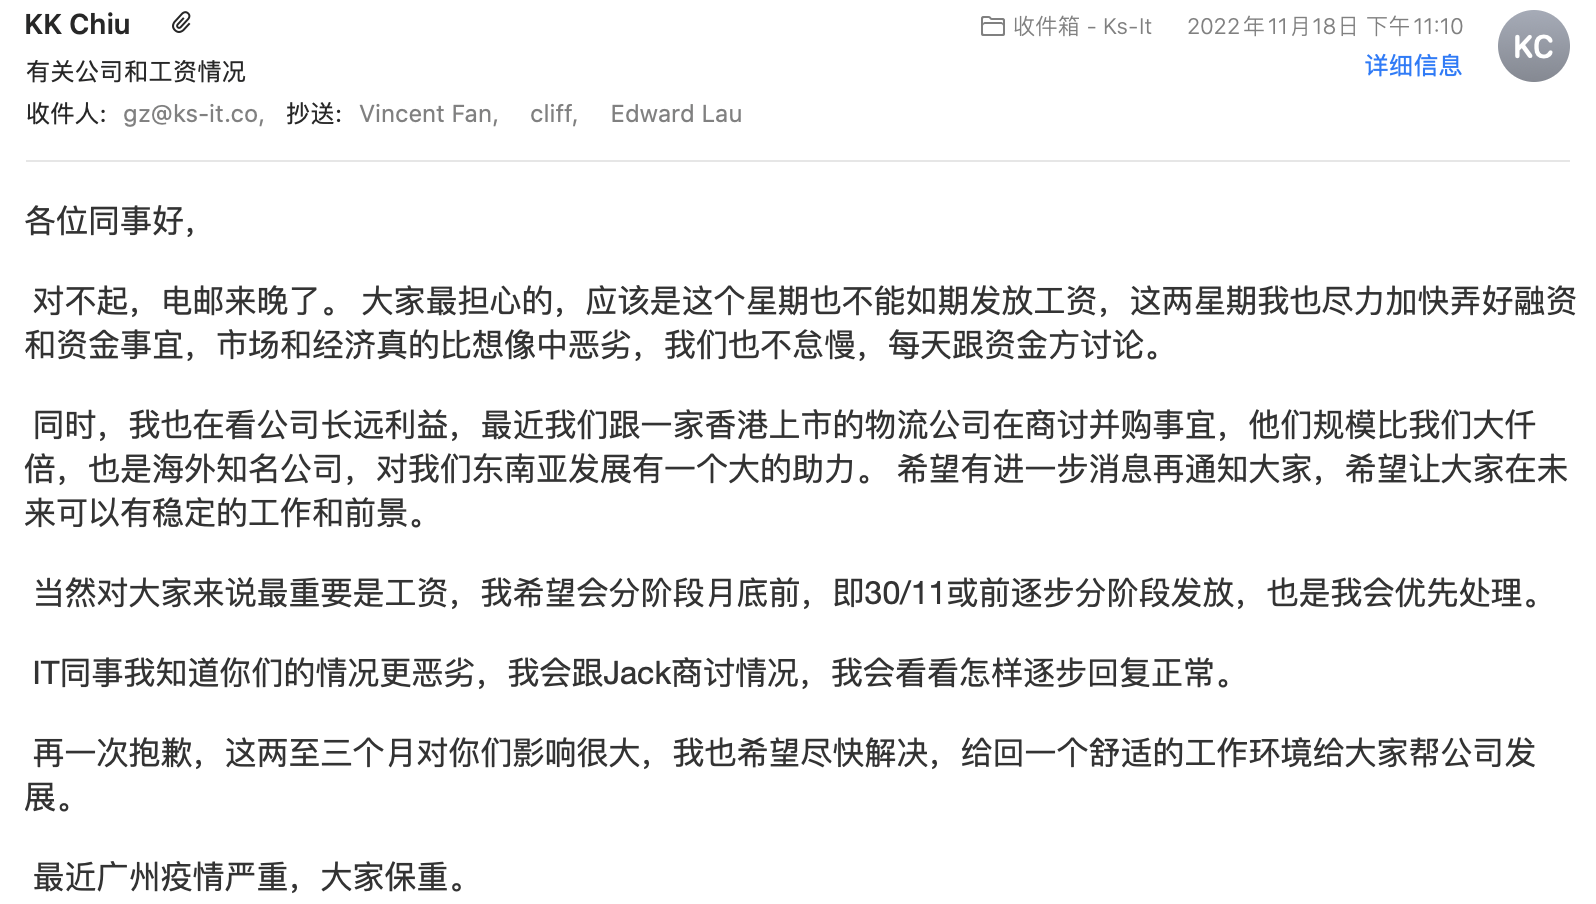 KK Chiu
收件箱 - Ks-It 2022年11月18日 下午11:10
KC
有关公司和工资情况
详细信息
收件人: gz@ks-it.co, 抄送: Vincent Fan, cliff, Edward Lau
各位同事好,
对不起，电邮来晚了。 大家最担心的，应该是这个星期也不能如期发放工资，这两星期我也尽力加快弄好融资
和资金事宜，市场和经济真的比想像中恶劣，我们也不怠慢，每天跟资金方讨论。
同时，我也在看公司长远利益，最近我们跟一家香港上市的物流公司在商讨并购事宜，他们规模比我们大仟
倍，也是海外知名公司，对我们东南亚发展有一个大的助力。 希望有进一步消息再通知大家，希望让大家在未
来可以有稳定的工作和前景。
当然对大家来说最重要是工资，我希望会分阶段月底前，即30/11或前逐步分阶段发放，也是我会优先处理。
IT同事我知道你们的情况更恶劣，我会跟Jack商讨情况，我会看看怎样逐步回复正常。
再一次抱歉，这两至三个月对你们影响很大，我也希望尽快解决，给回一个舒适的工作环境给大家帮公司发
展。
最近广州疫情严重，大家保重。